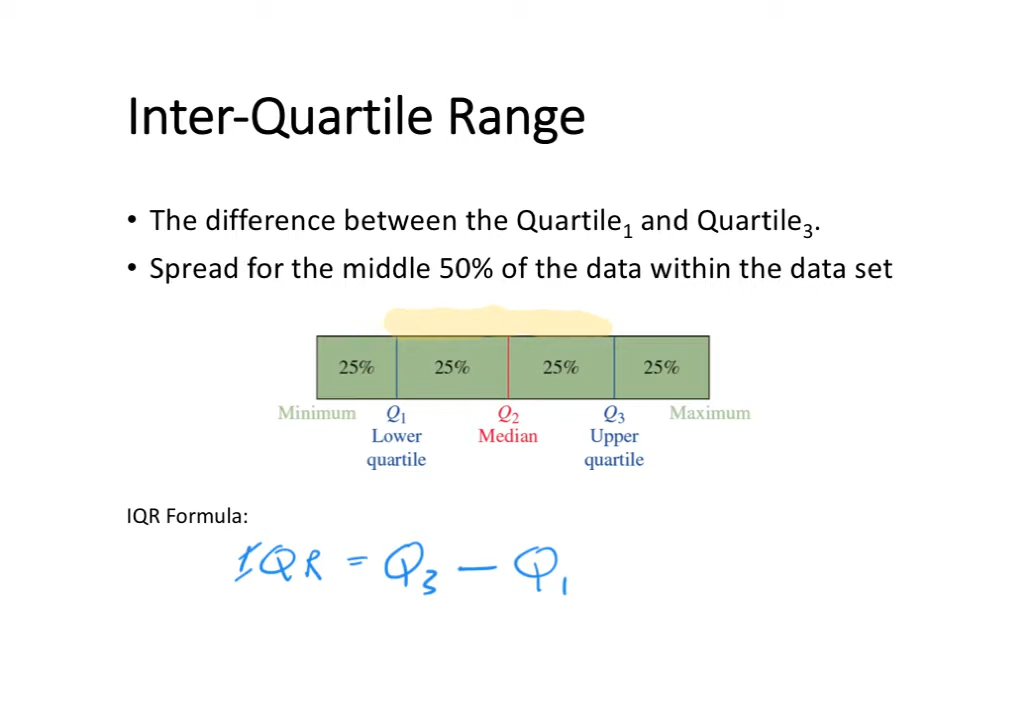 Inter-Quartile Range
• The difference between the Quartile₁ and Quartile₃.
• Spread for the middle 50% of the data within the data set
25% 25% 25% 25%
Minimum Q₁ Q₂ Q₃ Maximum
Lower Median Upper
quartile quartile
IQR Formula:
IQR = Q₃ − Q₁